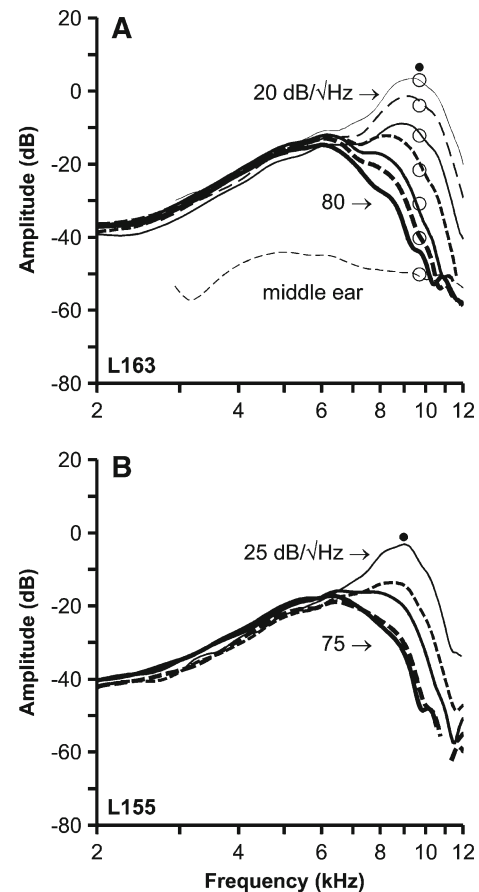 A
20
0
-20
-40
-60
-80
Amplitude (dB)
20 dB/√Hz →
80 →
middle ear
L163
2 4 6 8 10 12
B
20
0
-20
-40
-60
-80
Amplitude (dB)
25 dB/√Hz →
75 →
L155
2 4 6 8 10 12
Frequency (kHz)